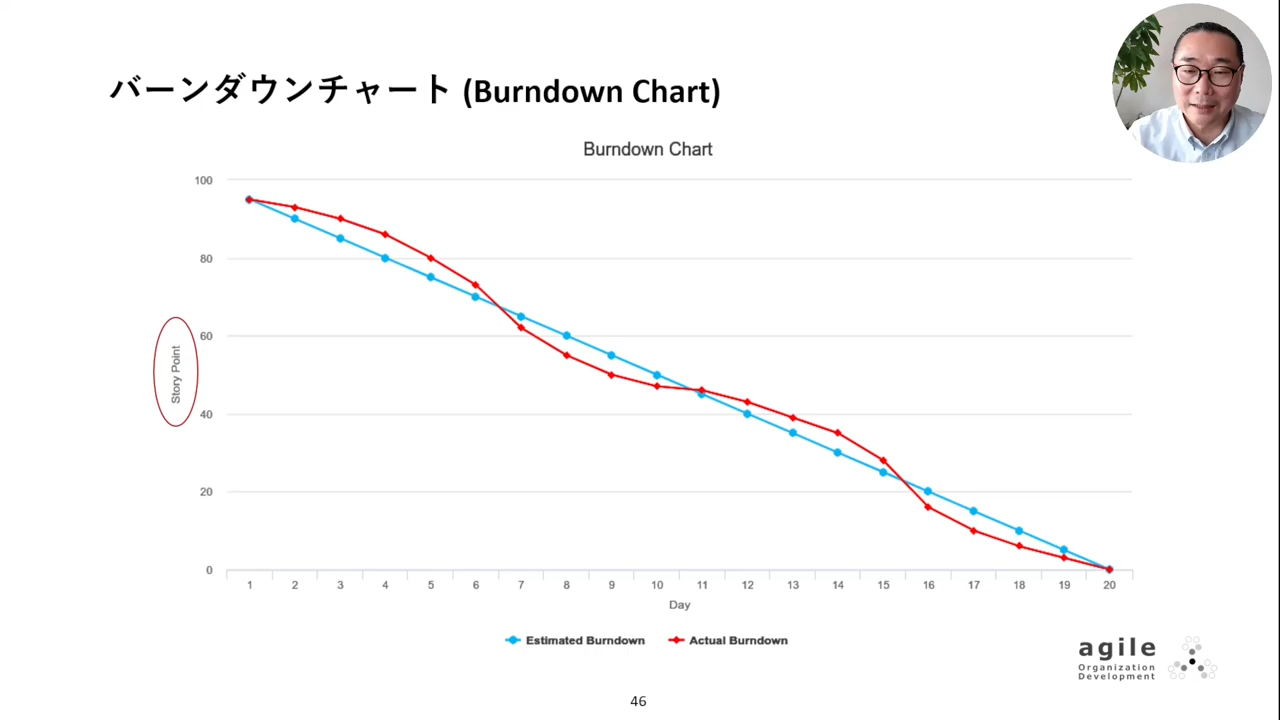 バーンダウンチャート (Burndown Chart)
Burndown Chart
100
80
60
40
20
0
Story Point
1 2 3 4 5 6 7 8 9 10 11 12 13 14 15 16 17 18 19 20
Day
Estimated Burndown Actual Burndown
agile
Organization
Development
46